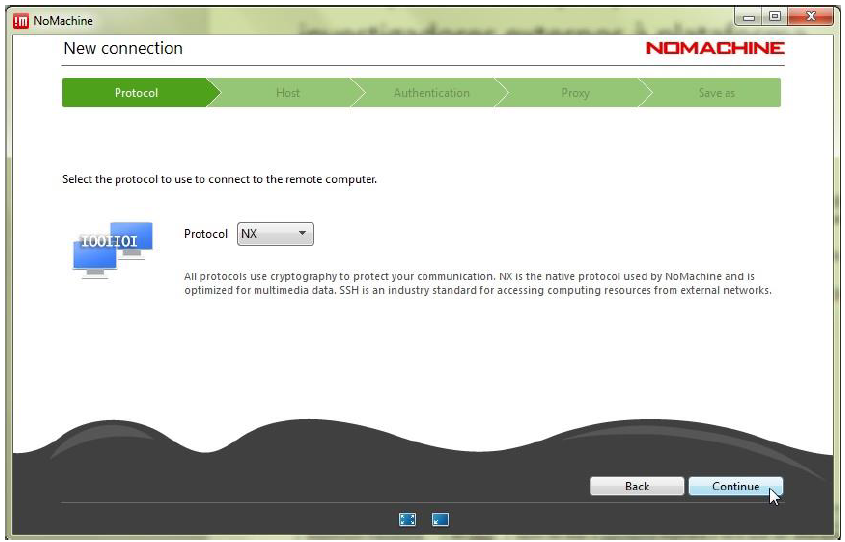 !m NoMachine
New connection
NOMACHINE
Protocol Host Authentication Proxy Save as
Select the protocol to use to connect to the remote computer.
I00II0I
Protocol NX
All protocols use cryptography to protect your communication. NX is the native protocol used by NoMachine and is
optimized for multimedia data. SSH is an industry standard for accessing computing resources from external networks.
Back Continue